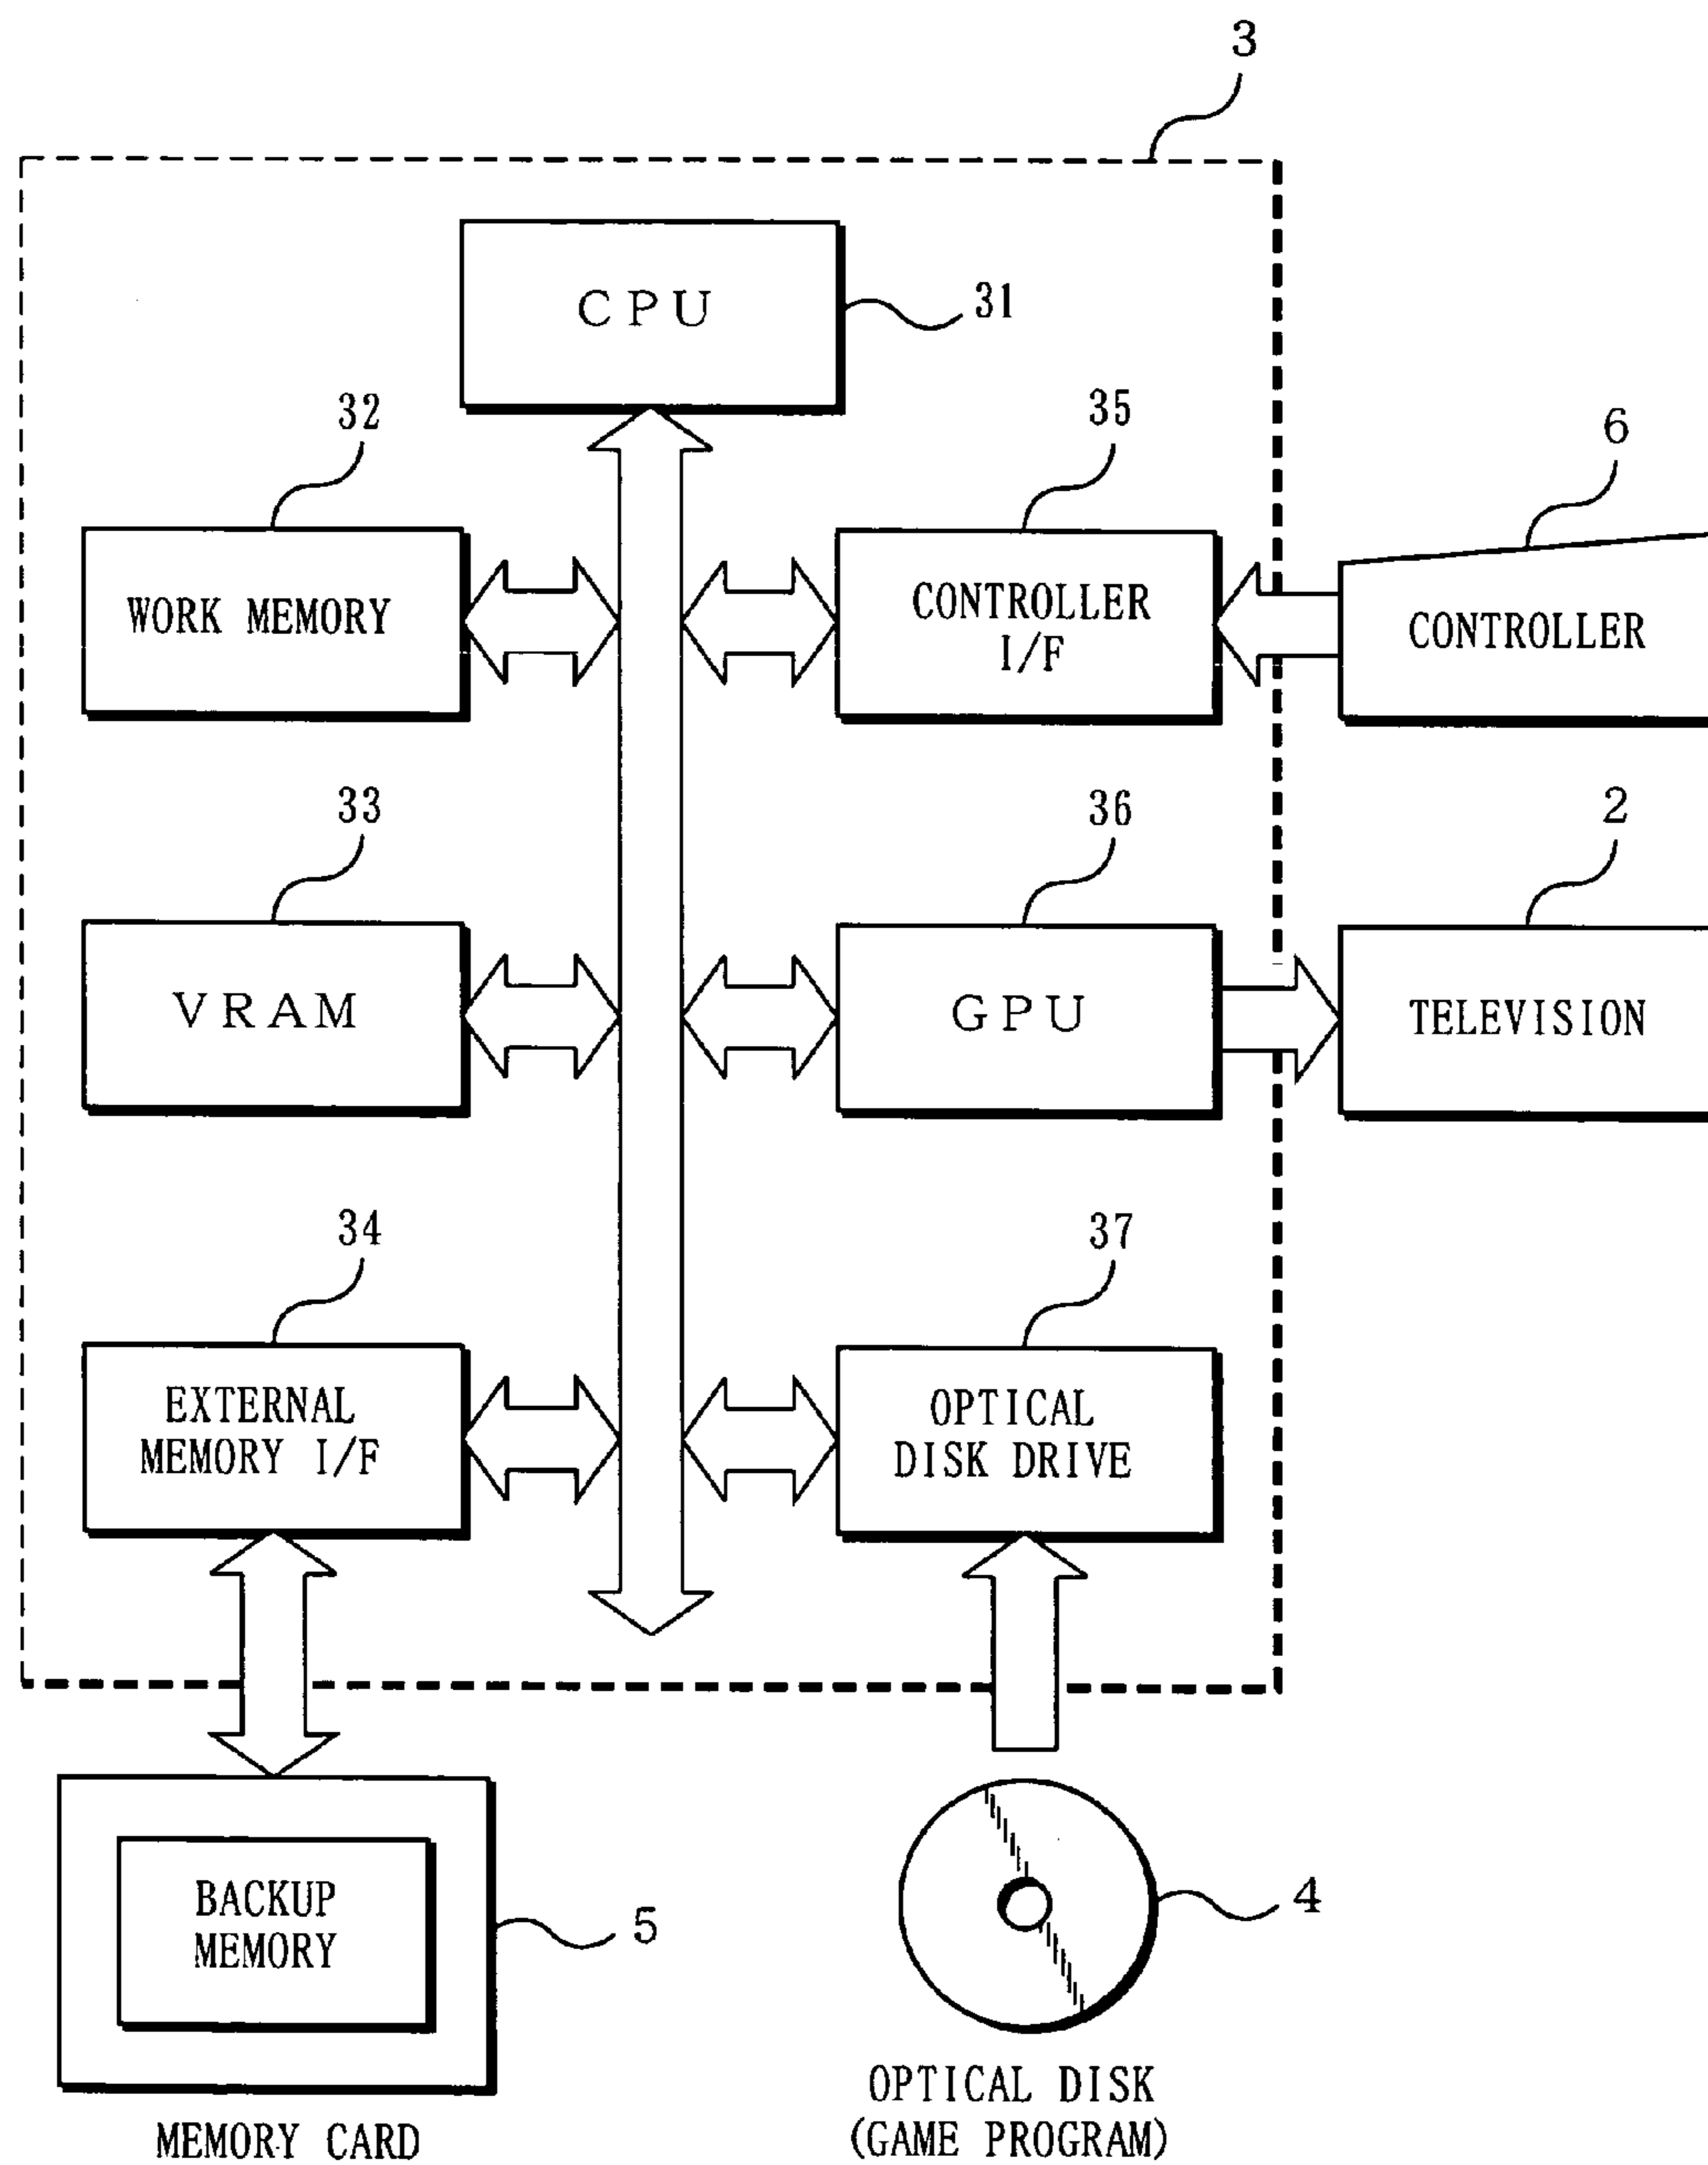 3
CPU
31
32
35
6
WORK MEMORY
CONTROLLER
I/F
CONTROLLER
33
36
2
VRAM
GPU
TELEVISION
34
37
EXTERNAL
MEMORY I/F
OPTICAL
DISK DRIVE
BACKUP
MEMORY
5
4
MEMORY CARD
OPTICAL DISK
(GAME PROGRAM)